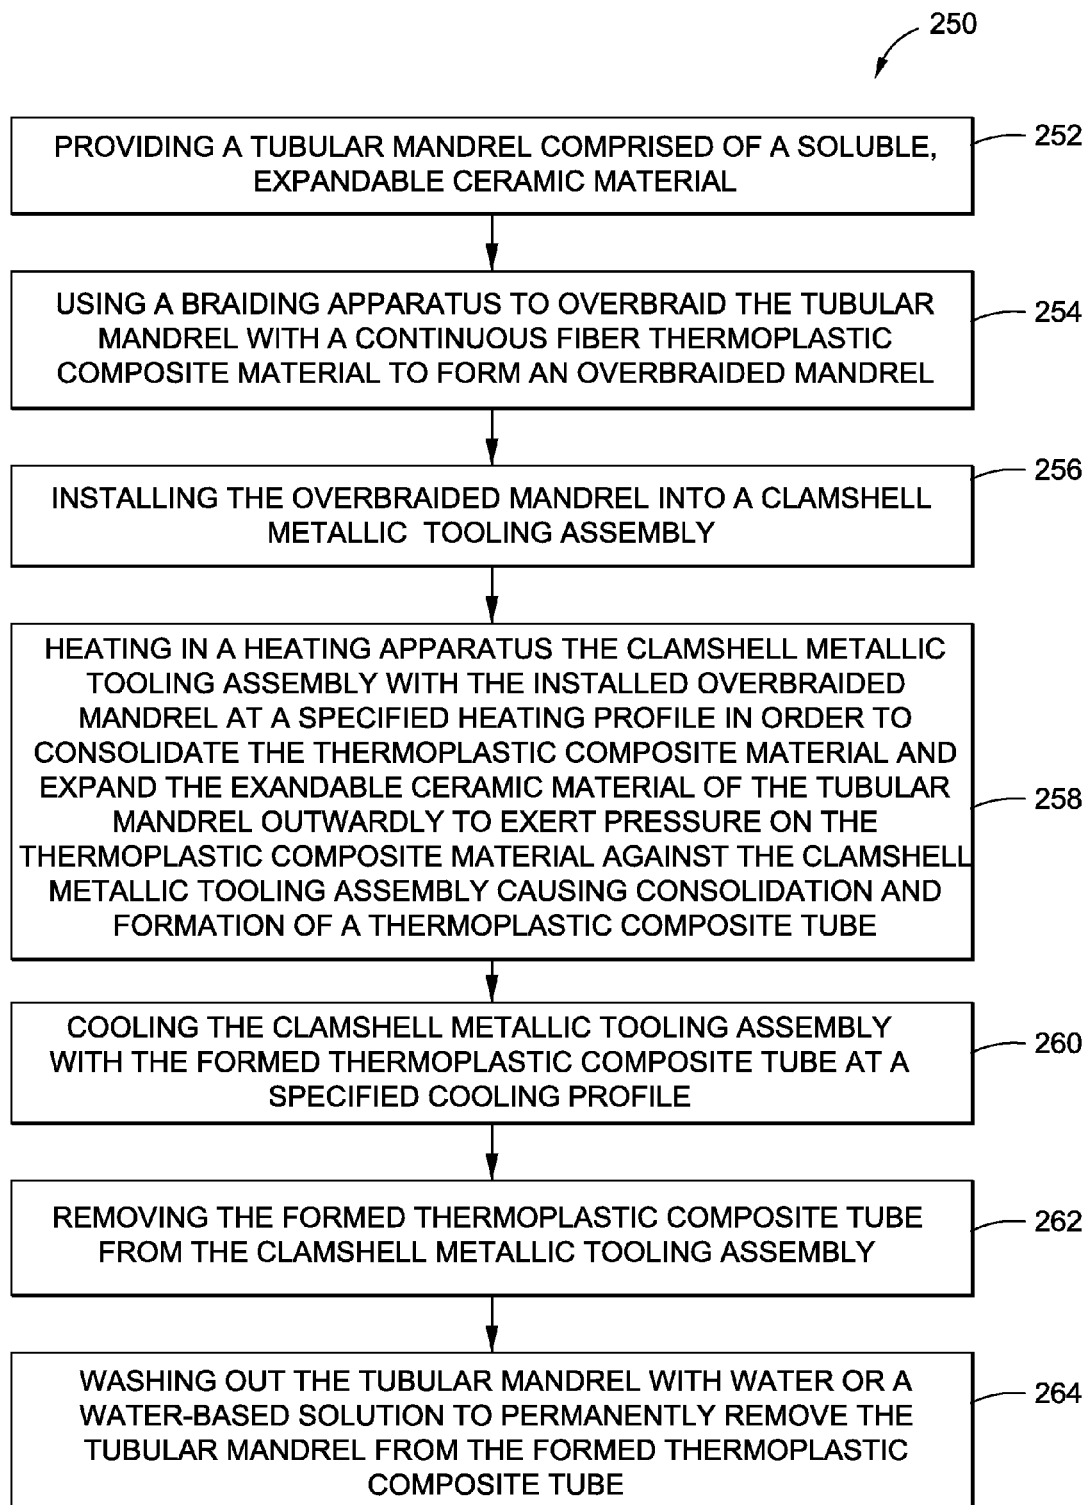 250
PROVIDING A TUBULAR MANDREL COMPRISED OF A SOLUBLE,
EXPANDABLE CERAMIC MATERIAL
252
USING A BRAIDING APPARATUS TO OVERBRAID THE TUBULAR
MANDREL WITH A CONTINUOUS FIBER THERMOPLASTIC
COMPOSITE MATERIAL TO FORM AN OVERBRAIDED MANDREL
254
INSTALLING THE OVERBRAIDED MANDREL INTO A CLAMSHELL
METALLIC TOOLING ASSEMBLY
256
HEATING IN A HEATING APPARATUS THE CLAMSHELL METALLIC
TOOLING ASSEMBLY WITH THE INSTALLED OVERBRAIDED
MANDREL AT A SPECIFIED HEATING PROFILE IN ORDER TO
CONSOLIDATE THE THERMOPLASTIC COMPOSITE MATERIAL AND
EXPAND THE EXANDABLE CERAMIC MATERIAL OF THE TUBULAR
MANDREL OUTWARDLY TO EXERT PRESSURE ON THE
THERMOPLASTIC COMPOSITE MATERIAL AGAINST THE CLAMSHELL
METALLIC TOOLING ASSEMBLY CAUSING CONSOLIDATION AND
FORMATION OF A THERMOPLASTIC COMPOSITE TUBE
258
COOLING THE CLAMSHELL METALLIC TOOLING ASSEMBLY
WITH THE FORMED THERMOPLASTIC COMPOSITE TUBE AT A
SPECIFIED COOLING PROFILE
260
REMOVING THE FORMED THERMOPLASTIC COMPOSITE TUBE
FROM THE CLAMSHELL METALLIC TOOLING ASSEMBLY
262
WASHING OUT THE TUBULAR MANDREL WITH WATER OR A
WATER-BASED SOLUTION TO PERMANENTLY REMOVE THE
TUBULAR MANDREL FROM THE FORMED THERMOPLASTIC
COMPOSITE TUBE
264